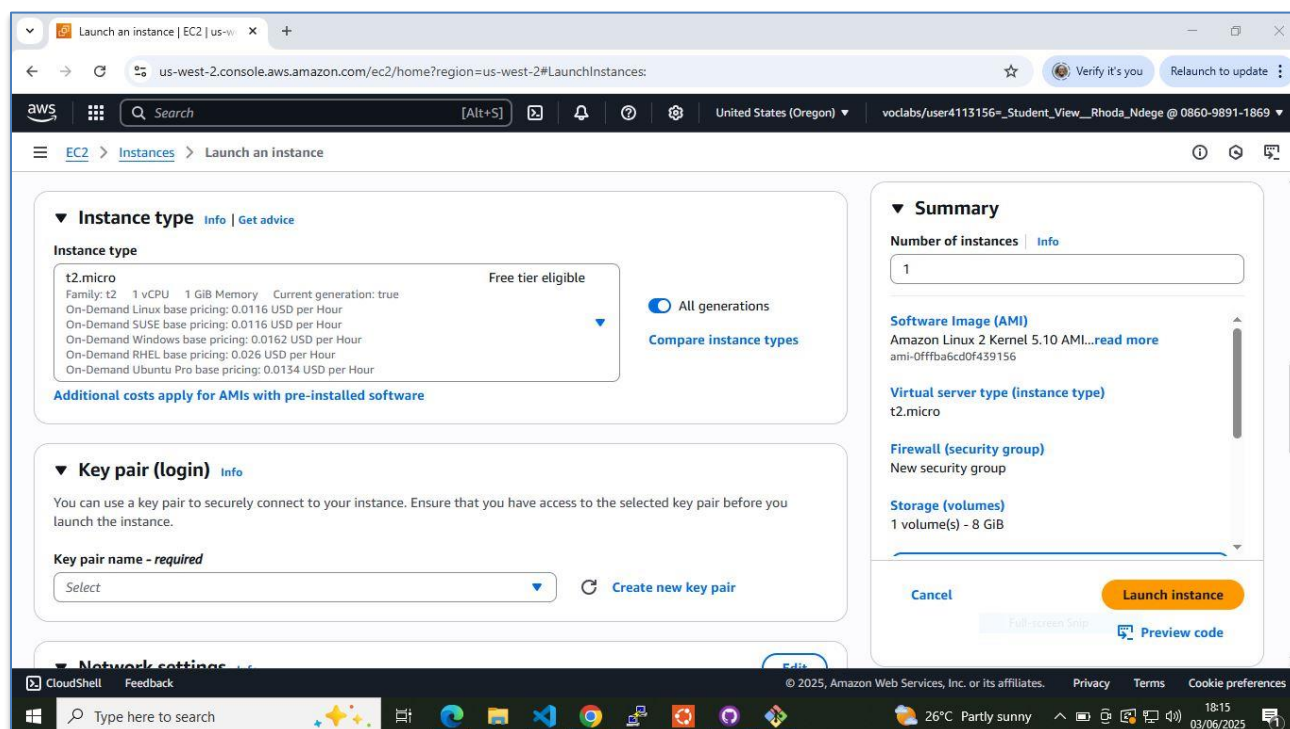 Launch an instance | EC2 | us-w
us-west-2.console.aws.amazon.com/ec2/home?region=us-west-2#LaunchInstances:
Verify it's you
Relaunch to update
aws
Search
[Alt+S]
United States (Oregon)
voclabs/user4113156=_Student_View__Rhoda_Ndege @ 0860-9891-1869
EC2 > Instances > Launch an instance
Instance type Info | Get advice
Instance type
t2.micro Free tier eligible
Family: t2 1 vCPU 1 GiB Memory Current generation: true
On-Demand Linux base pricing: 0.0116 USD per Hour
On-Demand SUSE base pricing: 0.0116 USD per Hour
On-Demand Windows base pricing: 0.0162 USD per Hour
On-Demand RHEL base pricing: 0.026 USD per Hour
On-Demand Ubuntu Pro base pricing: 0.0134 USD per Hour
All generations
Compare instance types
Additional costs apply for AMIs with pre-installed software
Key pair (login) Info
You can use a key pair to securely connect to your instance. Ensure that you have access to the selected key pair before you
launch the instance.
Key pair name - required
Select
Create new key pair
Network settings
Edit
Summary
Number of instances Info
1
Software Image (AMI)
Amazon Linux 2 Kernel 5.10 AMI...read more
ami-0fffba6cd0f439156
Virtual server type (instance type)
t2.micro
Firewall (security group)
New security group
Storage (volumes)
1 volume(s) - 8 GiB
Cancel
Launch instance
Full-screen Snip
Preview code
CloudShell Feedback
© 2025, Amazon Web Services, Inc. or its affiliates. Privacy Terms Cookie preferences
Type here to search
26°C Partly sunny
18:15
03/06/2025